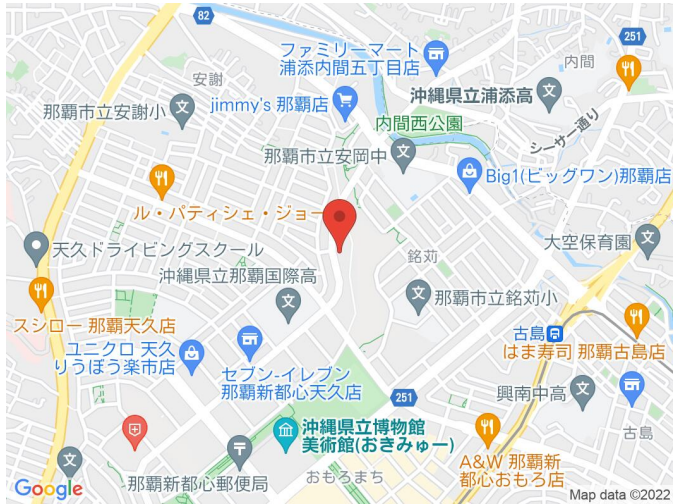 82
ファミリーマート
浦添内間五丁目店
251
内間
安謝
沖縄県立浦添高
シーサー通り
那覇市立安謝小
jimmy's 那覇店
内間西公園
那覇市立安岡中
Big1(ビッグワン)那覇店
ル・パティシェ・ジョー
大空保育園
天久ドライビングスクール
銘苅
沖縄県立那覇国際高
那覇市立銘苅小
スシロー 那覇天久店
古島
はま寿司 那覇古島店
ユニクロ 天久
りうぼう楽市店
セブン-イレブン
那覇新都心天久店
興南中高
251
古島
沖縄県立博物館
美術館(おきみゅー)
A&W 那覇新
都心おもろ店
那覇新都心郵便局
おもろまち
Google
Map data ©2022